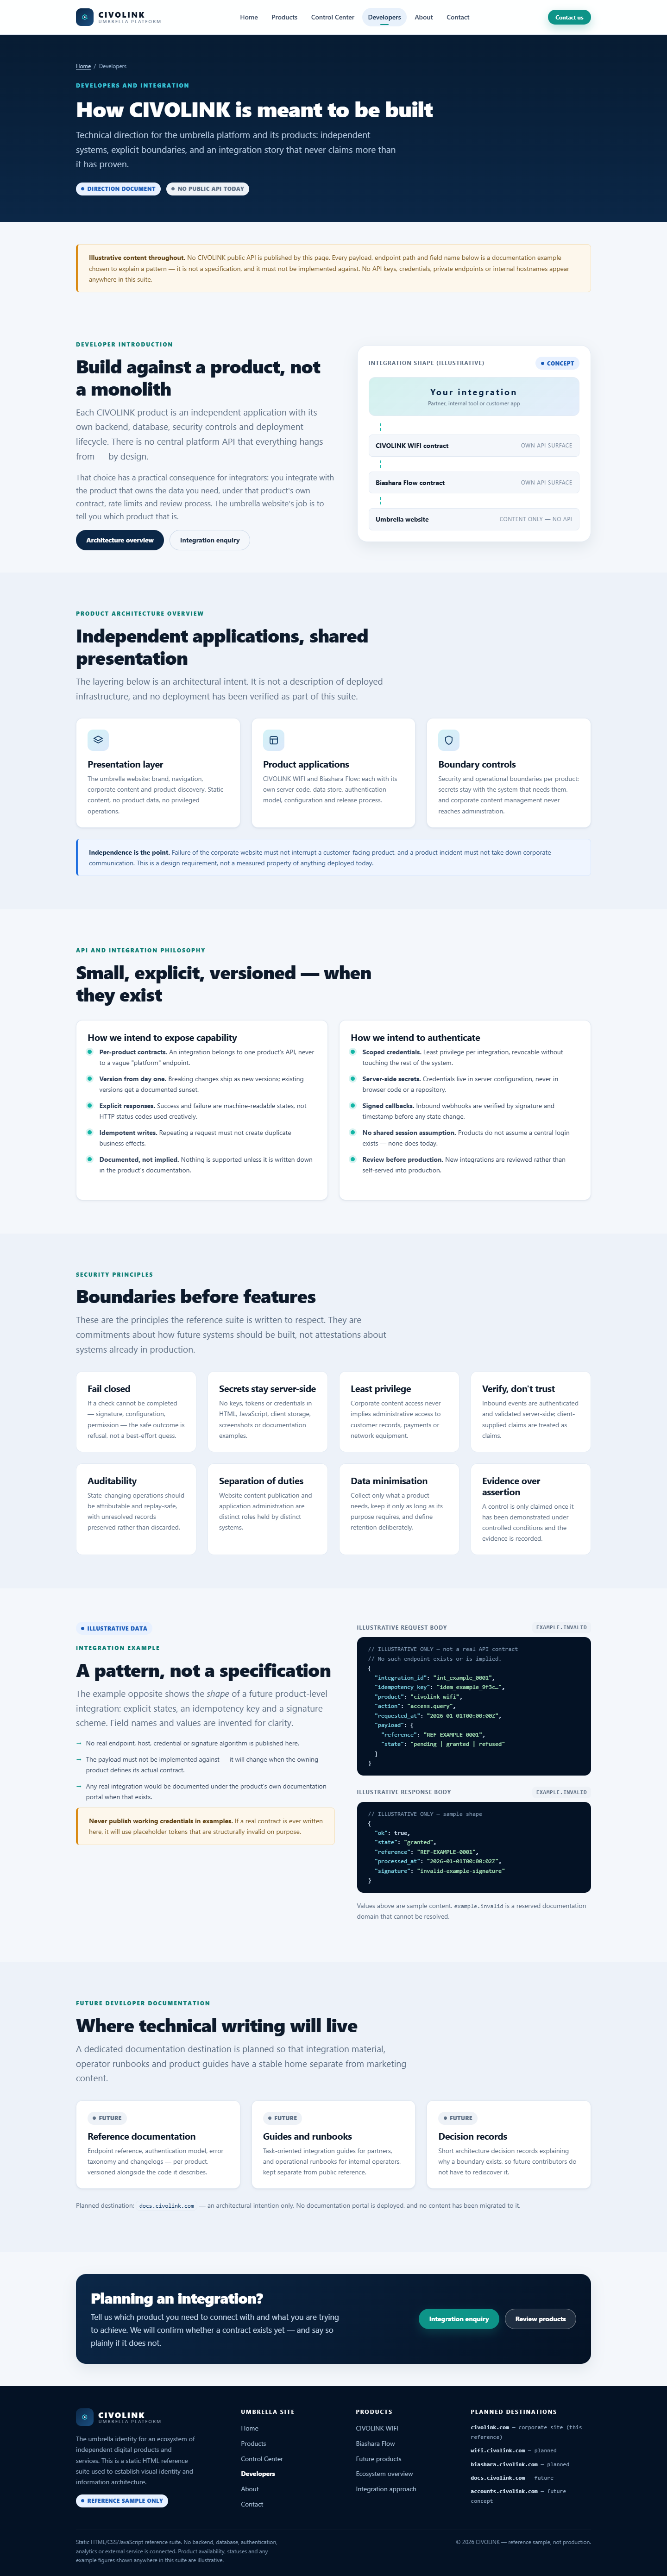 CIVOLINK
UMBRELLA PLATFORM
Home
Products
Control Center
Developers
About
Contact
Contact us
Home / Developers
DEVELOPERS AND INTEGRATION
How CIVOLINK is meant to be built
Technical direction for the umbrella platform and its products: independent
systems, explicit boundaries, and an integration story that never claims more than
it has proven.
DIRECTION DOCUMENT
NO PUBLIC API TODAY
Illustrative content throughout. No CIVOLINK public API is published by this page. Every payload, endpoint path and field name below is a documentation example
chosen to explain a pattern — it is not a specification, and it must not be implemented against. No API keys, credentials, private endpoints or internal hostnames appear
anywhere in this suite.
DEVELOPER INTRODUCTION
Build against a product, not
a monolith
Each CIVOLINK product is an independent application with its
own backend, database, security controls and deployment
lifecycle. There is no central platform API that everything hangs
from — by design.
That choice has a practical consequence for integrators: you integrate with
the product that owns the data you need, under that product's own
contract, rate limits and review process. The umbrella website's job is to
tell you which product that is.
Architecture overview
Integration enquiry
INTEGRATION SHAPE (ILLUSTRATIVE)
CONCEPT
Your integration
Partner, internal tool or customer app
CIVOLINK WIFI contract
OWN API SURFACE
Biashara Flow contract
OWN API SURFACE
Umbrella website
CONTENT ONLY — NO API
PRODUCT ARCHITECTURE OVERVIEW
Independent applications, shared
presentation
The layering below is an architectural intent. It is not a description of deployed
infrastructure, and no deployment has been verified as part of this suite.
Presentation layer
The umbrella website: brand, navigation,
corporate content and product discovery. Static
content, no product data, no privileged
operations.
Product applications
CIVOLINK WIFI and Biashara Flow: each with its
own server code, data store, authentication
model, configuration and release process.
Boundary controls
Security and operational boundaries per product:
secrets stay with the system that needs them,
and corporate content management never
reaches administration.
Independence is the point. Failure of the corporate website must not interrupt a customer-facing product, and a product incident must not take down corporate
communication. This is a design requirement, not a measured property of anything deployed today.
API AND INTEGRATION PHILOSOPHY
Small, explicit, versioned — when
they exist
How we intend to expose capability
Per-product contracts. An integration belongs to one product's API, never
to a vague "platform" endpoint.
Version from day one. Breaking changes ship as new versions; existing
versions get a documented sunset.
Explicit responses. Success and failure are machine-readable states, not
HTTP status codes used creatively.
Idempotent writes. Repeating a request must not create duplicate
business effects.
Documented, not implied. Nothing is supported unless it is written down
in the product's documentation.
How we intend to authenticate
Scoped credentials. Least privilege per integration, revocable without
touching the rest of the system.
Server-side secrets. Credentials live in server configuration, never in
browser code or a repository.
Signed callbacks. Inbound webhooks are verified by signature and
timestamp before any state change.
No shared session assumption. Products do not assume a central login
exists — none does today.
Review before production. New integrations are reviewed rather than
self-served into production.
SECURITY PRINCIPLES
Boundaries before features
These are the principles the reference suite is written to respect. They are
commitments about how future systems should be built, not attestations about
systems already in production.
Fail closed
If a check cannot be completed
— signature, configuration,
permission — the safe outcome is
refusal, not a best-effort guess.
Secrets stay server-side
No keys, tokens or credentials in
HTML, JavaScript, client storage,
screenshots or documentation
examples.
Least privilege
Corporate content access never
implies administrative access to
customer records, payments or
network equipment.
Verify, don't trust
Inbound events are authenticated
and validated server-side; client-
supplied claims are treated as
claims.
Auditability
State-changing operations should
be attributable and replay-safe,
with unresolved records
preserved rather than discarded.
Separation of duties
Website content publication and
application administration are
distinct roles held by distinct
systems.
Data minimisation
Collect only what a product
needs, keep it only as long as its
purpose requires, and define
retention deliberately.
Evidence over
assertion
A control is only claimed once it
has been demonstrated under
controlled conditions and the
evidence is recorded.
ILLUSTRATIVE DATA
INTEGRATION EXAMPLE
A pattern, not a specification
The example opposite shows the shape of a future product-level
integration: explicit states, an idempotency key and a signature
scheme. Field names and values are invented for clarity.
→ No real endpoint, host, credential or signature algorithm is published here.
→ The payload must not be implemented against — it will change when the owning
product defines its actual contract.
→ Any real integration would be documented under the product's own documentation
portal when that exists.
Never publish working credentials in examples. If a real contract is ever written
here, it will use placeholder tokens that are structurally invalid on purpose.
ILLUSTRATIVE REQUEST BODY
EXAMPLE.INVALID
// ILLUSTRATIVE ONLY — not a real API contract
// No such endpoint exists or is implied.
{
"integration_id": "int_example_0001",
"idempotency_key": "idem_example_9f3c…",
"product": "civolink-wifi",
"action": "access.query",
"requested_at": "2026-01-01T00:00:00Z",
"payload": {
"reference": "REF-EXAMPLE-0001",
"state": "pending | granted | refused"
}
}
ILLUSTRATIVE RESPONSE BODY
EXAMPLE.INVALID
// ILLUSTRATIVE ONLY — sample shape
{
"ok": true,
"state": "granted",
"reference": "REF-EXAMPLE-0001",
"processed_at": "2026-01-01T00:00:02Z",
"signature": "invalid-example-signature"
}
Values above are sample content. example.invalid is a reserved documentation
domain that cannot be resolved.
FUTURE DEVELOPER DOCUMENTATION
Where technical writing will live
A dedicated documentation destination is planned so that integration material,
operator runbooks and product guides have a stable home separate from marketing
content.
FUTURE
Reference documentation
Endpoint reference, authentication model, error
taxonomy and changelogs — per product,
versioned alongside the code it describes.
FUTURE
Guides and runbooks
Task-oriented integration guides for partners,
and operational runbooks for internal operators,
kept separate from public reference.
FUTURE
Decision records
Short architecture decision records explaining
why a boundary exists, so future contributors do
not have to rediscover it.
Planned destination: docs.civolink.com — an architectural intention only. No documentation portal is deployed, and no content has been migrated to it.
Planning an integration?
Tell us which product you need to connect with and what you are trying
to achieve. We will confirm whether a contract exists yet — and say so
plainly if it does not.
Integration enquiry
Review products
CIVOLINK
UMBRELLA PLATFORM
The umbrella identity for an ecosystem of
independent digital products and
services. This is a static HTML reference
suite used to establish visual identity and
information architecture.
REFERENCE SAMPLE ONLY
UMBRELLA SITE
Home
Products
Control Center
Developers
About
Contact
PRODUCTS
CIVOLINK WIFI
Biashara Flow
Future products
Ecosystem overview
Integration approach
PLANNED DESTINATIONS
civolink.com — corporate site (this
reference)
wifi.civolink.com — planned
biashara.civolink.com — planned
docs.civolink.com — future
accounts.civolink.com — future
concept
Static HTML/CSS/JavaScript reference suite. No backend, database, authentication,
analytics or external service is connected. Product availability, statuses and any
example figures shown anywhere in this suite are illustrative.
© 2026 CIVOLINK — reference sample, not production.